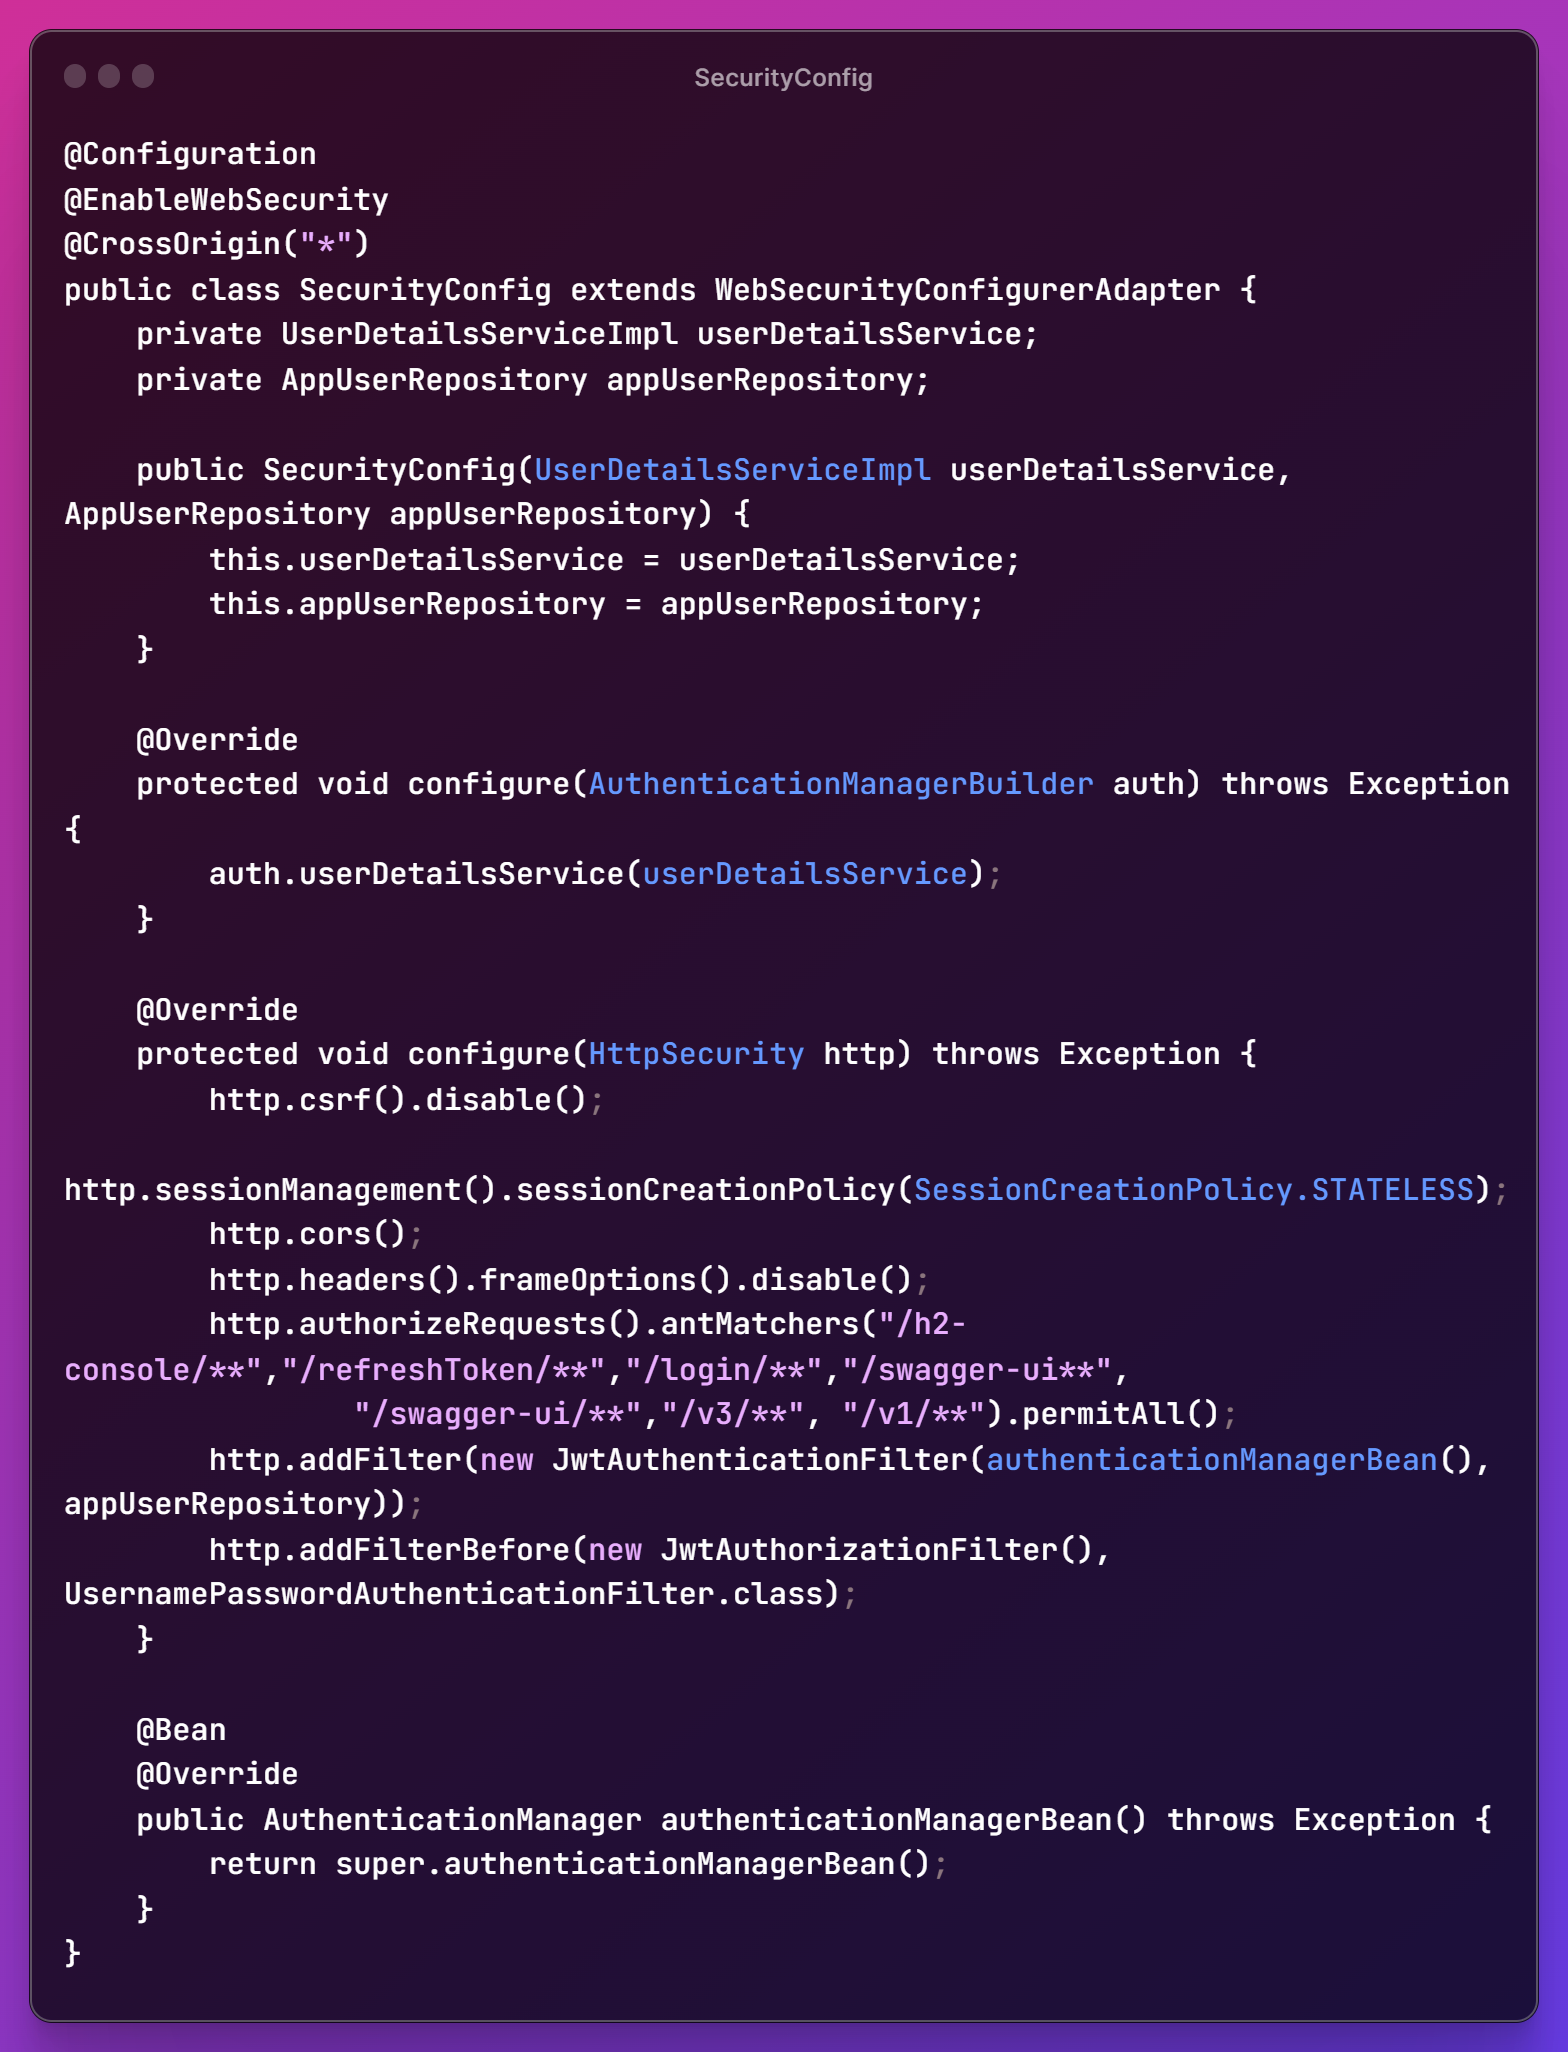 SecurityConfig
@Configuration
@EnableWebSecurity
@CrossOrigin("*")
public class SecurityConfig extends WebSecurityConfigurerAdapter {
    private UserDetailsServiceImpl userDetailsService;
    private AppUserRepository appUserRepository;

    public SecurityConfig(UserDetailsServiceImpl userDetailsService,
AppUserRepository appUserRepository) {
        this.userDetailsService = userDetailsService;
        this.appUserRepository = appUserRepository;
    }

    @Override
    protected void configure(AuthenticationManagerBuilder auth) throws Exception
{
        auth.userDetailsService(userDetailsService);
    }

    @Override
    protected void configure(HttpSecurity http) throws Exception {
        http.csrf().disable();

http.sessionManagement().sessionCreationPolicy(SessionCreationPolicy.STATELESS);
        http.cors();
        http.headers().frameOptions().disable();
        http.authorizeRequests().antMatchers("/h2-
console/**","/refreshToken/**","/login/**","/swagger-ui**",
                "/swagger-ui/**","/v3/**", "/v1/**").permitAll();
        http.addFilter(new JwtAuthenticationFilter(authenticationManagerBean(),
appUserRepository));
        http.addFilterBefore(new JwtAuthorizationFilter(),
UsernamePasswordAuthenticationFilter.class);
    }

    @Bean
    @Override
    public AuthenticationManager authenticationManagerBean() throws Exception {
        return super.authenticationManagerBean();
    }
}